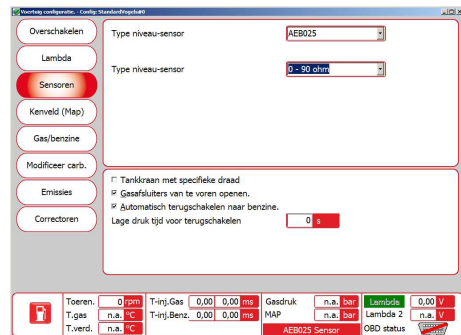 Voertuig configuratie. - Config: StandardVogels#0
Overschakelen
Lambda
Sensoren
Kenveld (Map)
Gas/benzine
Modificeer carb.
Emissies
Correctoren
Type niveau-sensor AEB025
Type niveau-sensor 0 - 90 ohm
Tankkraan met specifieke draad
Gasafsluiters van te voren openen.
Automatisch terugschakelen naar benzine.
Lage druk tijd voor terugschakelen 0 s
Toeren. 0 rpm T-inj.Gas 0,00 0,00 ms Gasdruk n.a. bar Lambda 0,00 V
T.gas n.a. °C T-inj.Benz. 0,00 0,00 ms MAP n.a. bar Lambda 2 n.a. V
T.verd. n.a. °C AEB025 Sensor OBD status